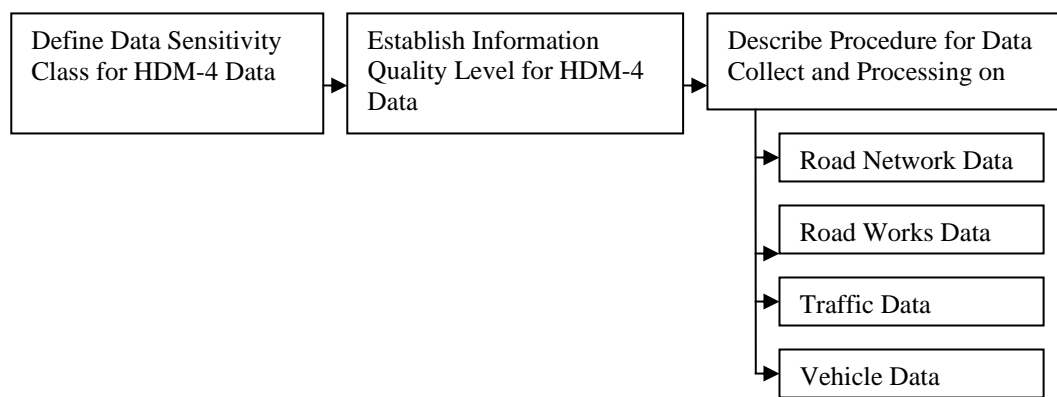 Define Data Sensitivity
Class for HDM-4 Data
Establish Information
Quality Level for HDM-4
Data
Describe Procedure for Data
Collect and Processing on
Road Network Data
Road Works Data
Traffic Data
Vehicle Data